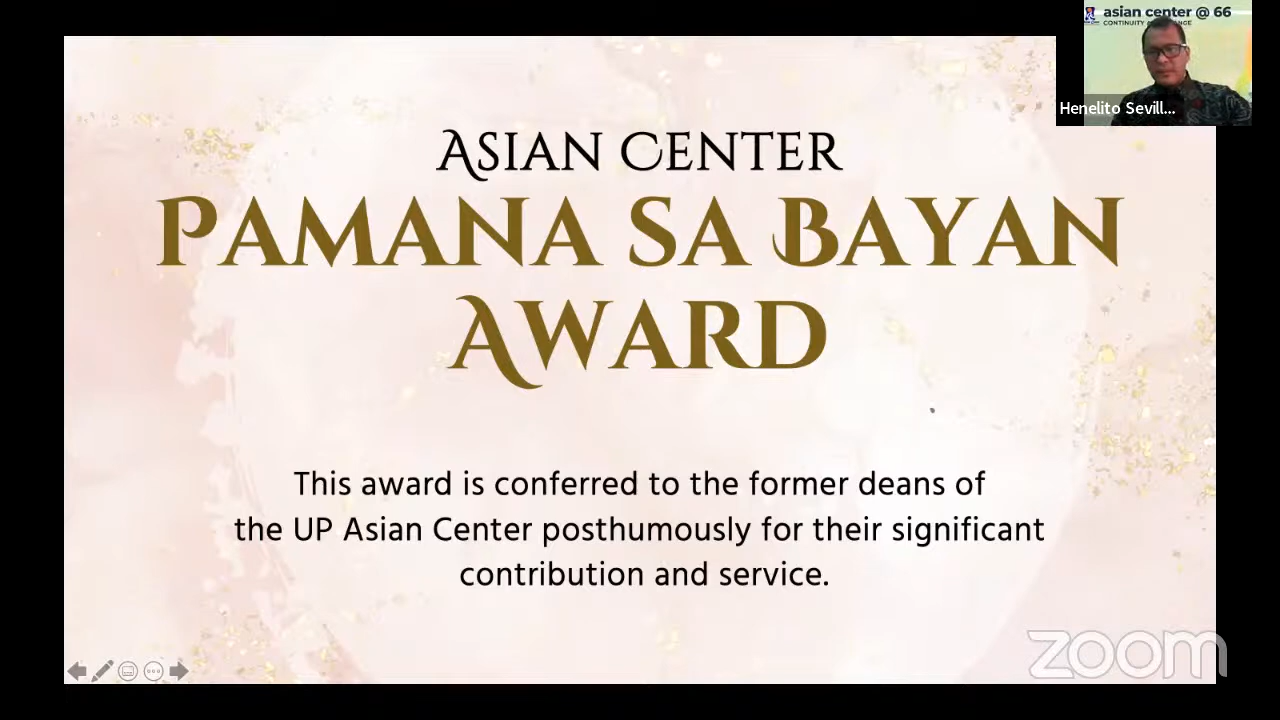 asian center @ 66
CONTINUITY
Henelito Sevill...
ASIAN CENTER
PAMANA SA BAYAN
AWARD
This award is conferred to the former deans of
the UP Asian Center posthumously for their significant
contribution and service.
zoom